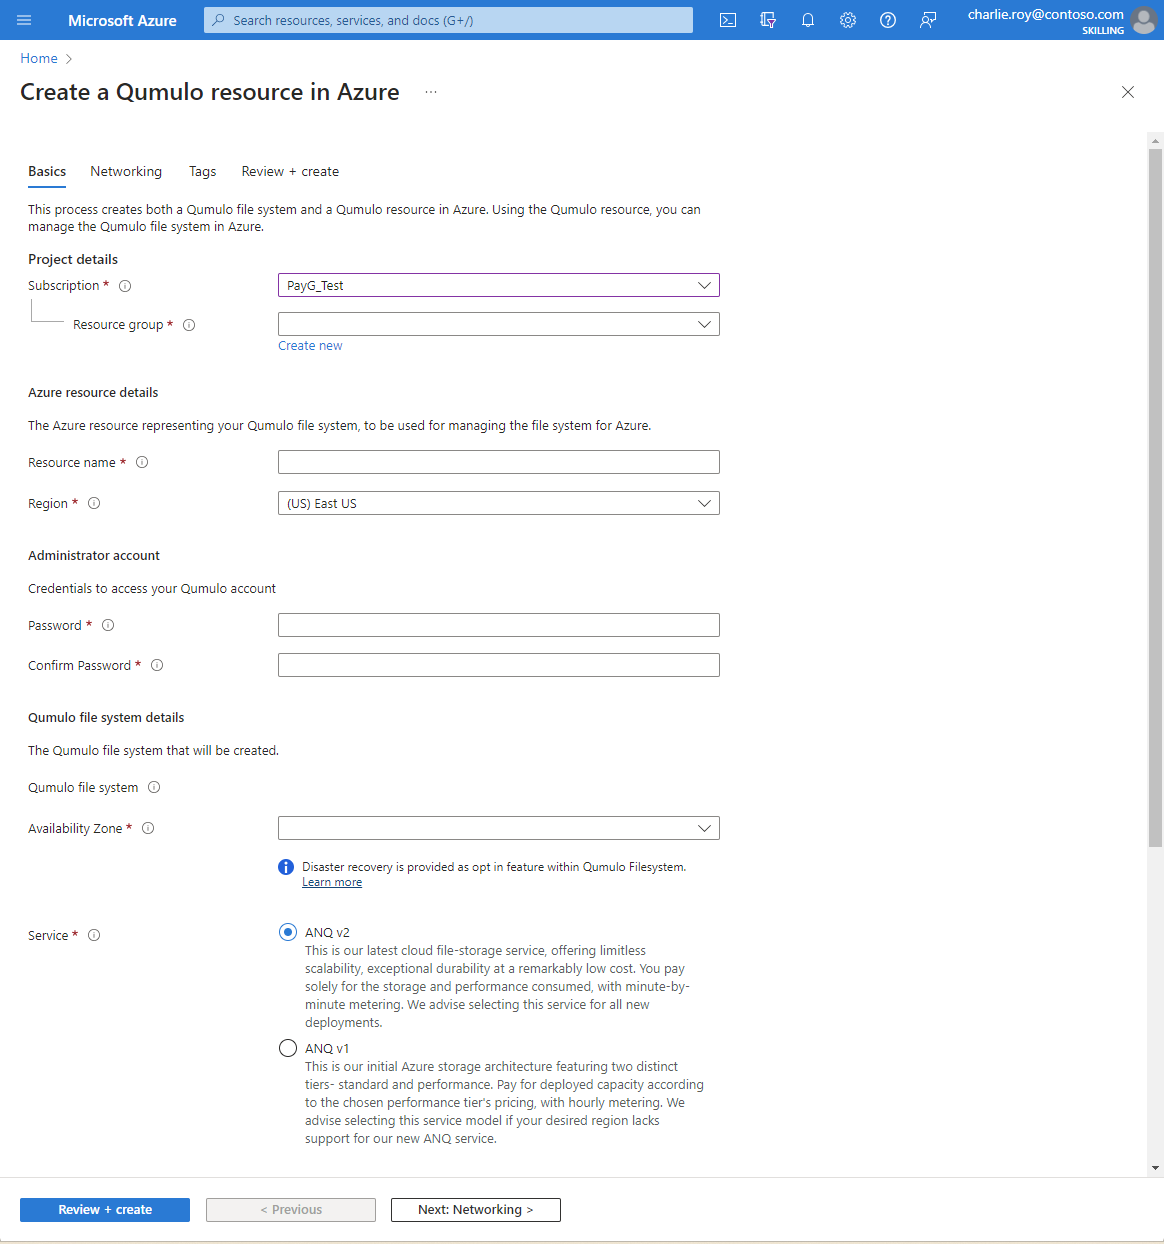 Microsoft Azure
Search resources, services, and docs (G+/)
charlie.roy@contoso.com
SKILLING
Home >
Create a Qumulo resource in Azure ...
Basics Networking Tags Review + create
This process creates both a Qumulo file system and a Qumulo resource in Azure. Using the Qumulo resource, you can
manage the Qumulo file system in Azure.
Project details
Subscription * PayG_Test
Resource group *
Create new
Azure resource details
The Azure resource representing your Qumulo file system, to be used for managing the file system for Azure.
Resource name *
Region * (US) East US
Administrator account
Credentials to access your Qumulo account
Password *
Confirm Password *
Qumulo file system details
The Qumulo file system that will be created.
Qumulo file system
Availability Zone *
Disaster recovery is provided as opt in feature within Qumulo Filesystem.
Learn more
Service * ANQ v2
This is our latest cloud file-storage service, offering limitless
scalability, exceptional durability at a remarkably low cost. You pay
solely for the storage and performance consumed, with minute-by-
minute metering. We advise selecting this service for all new
deployments.
ANQ v1
This is our initial Azure storage architecture featuring two distinct
tiers- standard and performance. Pay for deployed capacity according
to the chosen performance tier's pricing, with hourly metering. We
advise selecting this service model if your desired region lacks
support for our new ANQ service.
Review + create < Previous Next: Networking >